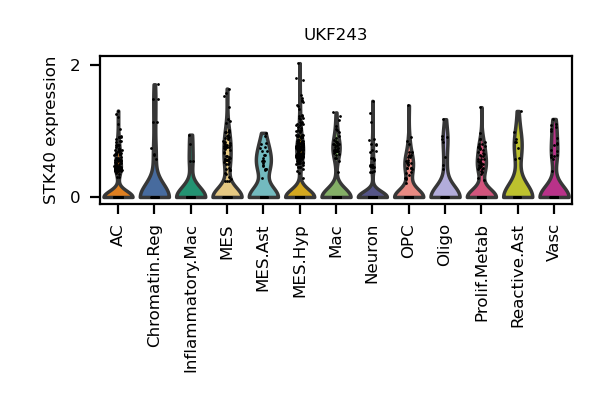 UKF243
STK40 expression
2
0
AC
Chromatin.Reg
Inflammatory.Mac
MES
MES.Ast
MES.Hyp
Mac
Neuron
OPC
Oligo
Prolif.Metab
Reactive.Ast
Vasc